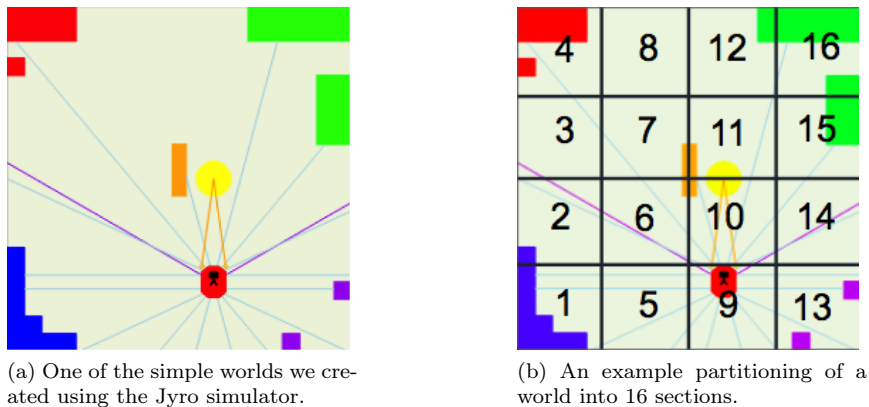 4 8 12 16
3 7 11 15
2 6 10 14
1 5 9 13
(a) One of the simple worlds we cre-
ated using the Jyro simulator.
(b) An example partitioning of a
world into 16 sections.